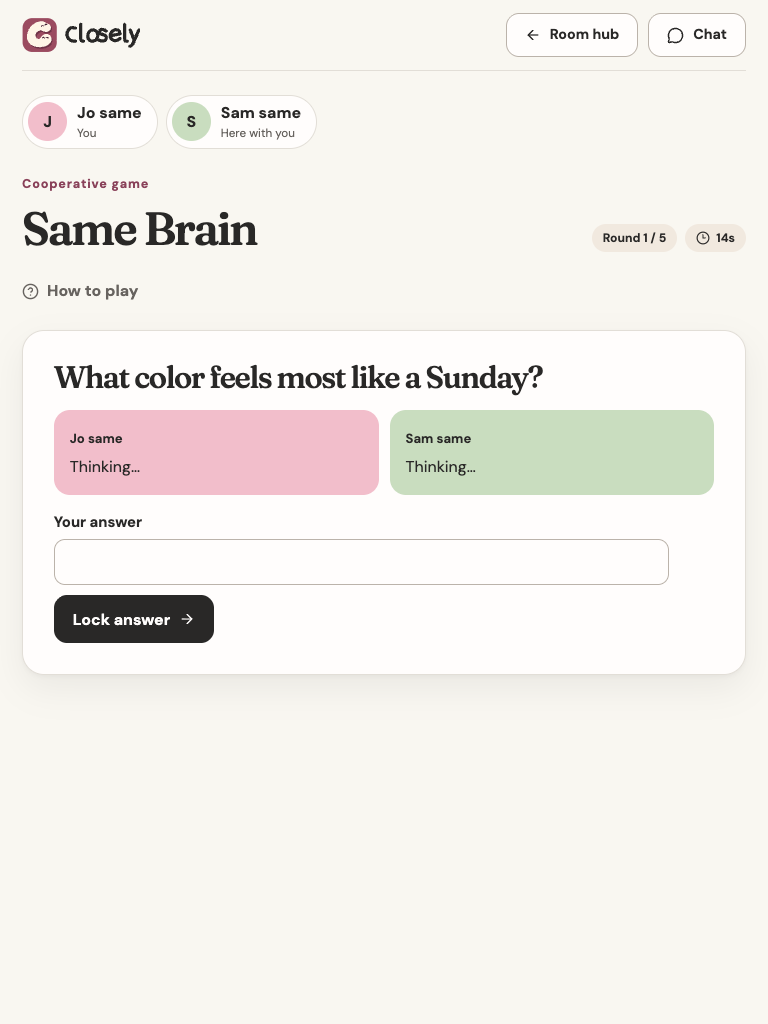 Closely
Room hub
Chat
J
Jo same
You
S
Sam same
Here with you
Cooperative game
Same Brain
Round 1 / 5
14s
How to play
What color feels most like a Sunday?
Jo same
Thinking...
Sam same
Thinking...
Your answer
Lock answer